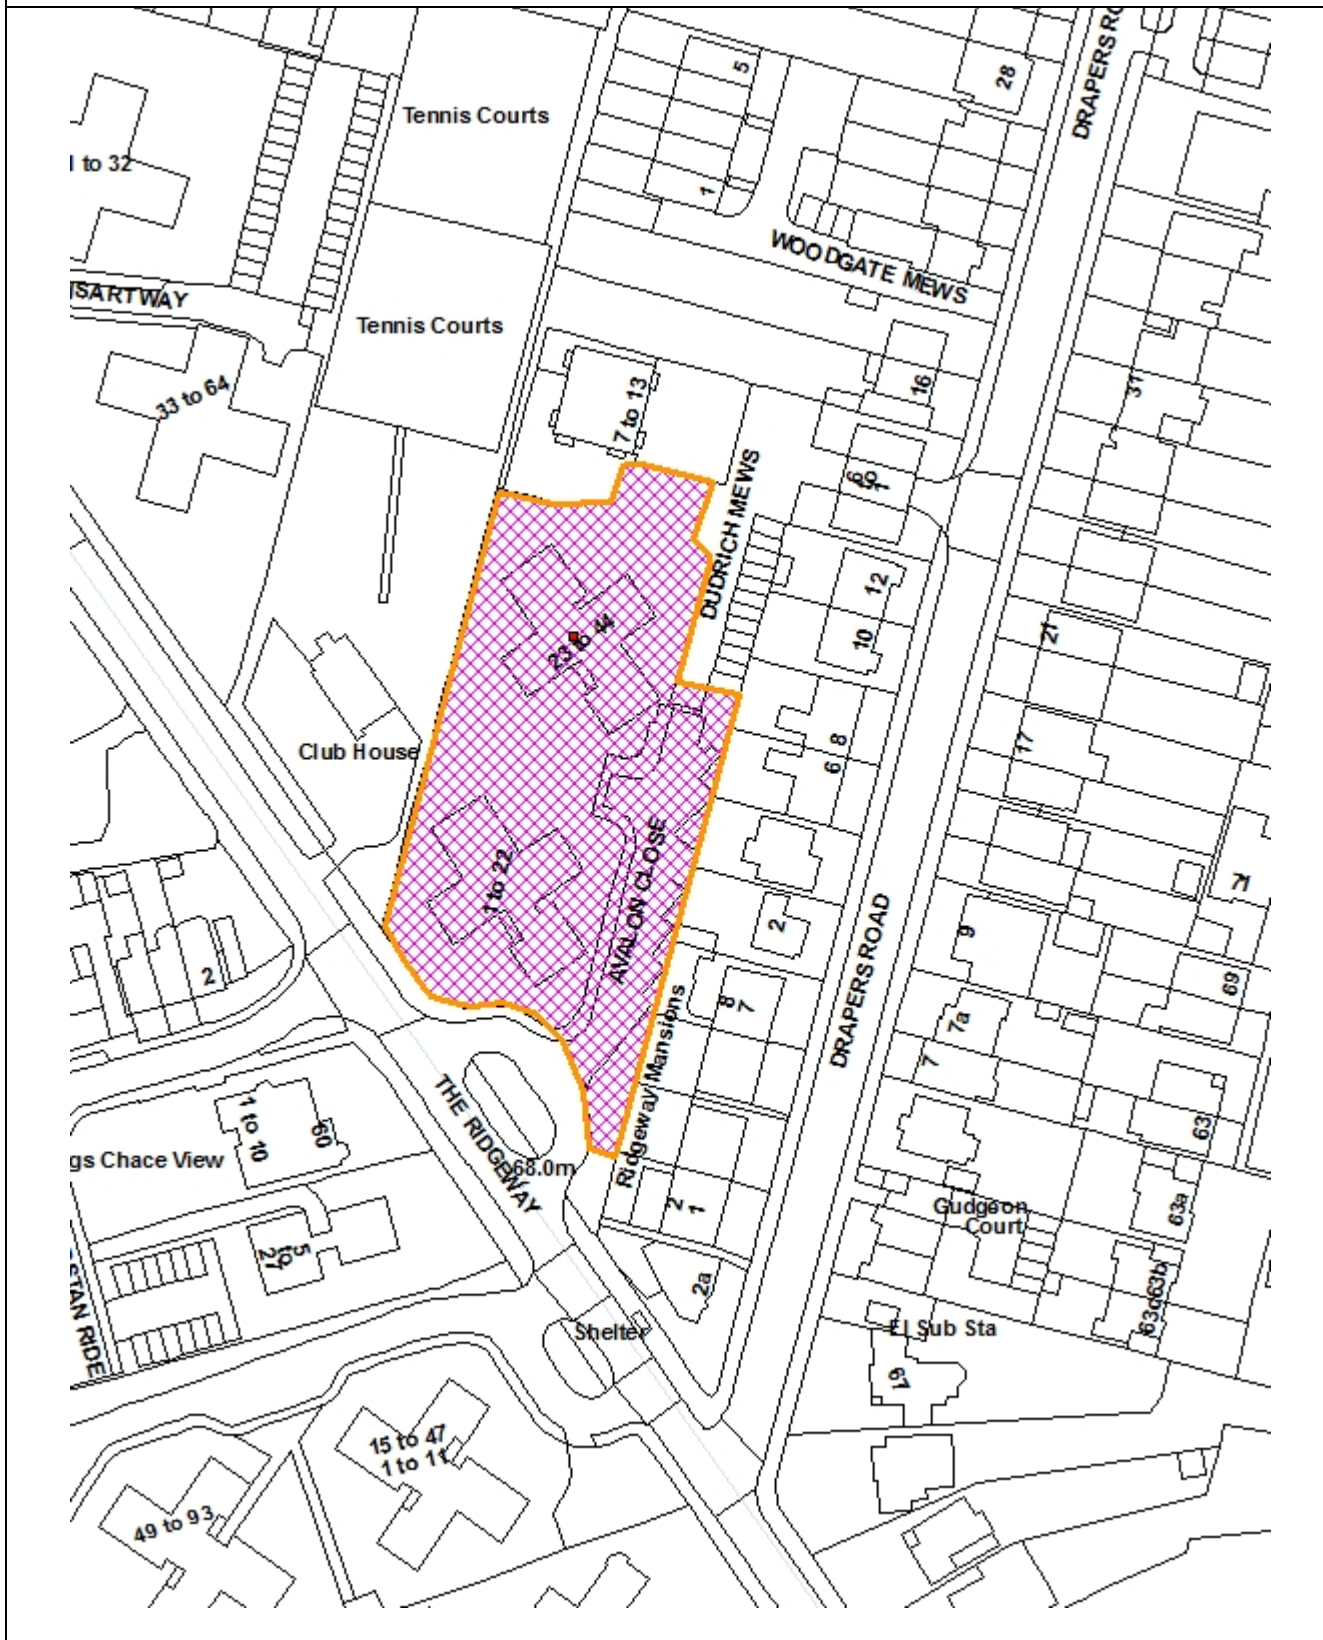 DRAPERS RO
28
5
Tennis Courts
1 to 32
1
WOODGATE MEWS
SARTWAY
Tennis Courts
31
16
33 to 64
7 to 13
DUDRICH MEWS
12
10
21
23 to 44
8
6
17
Club House
AVALON CLOSE
1 to 22
71
2
9
2
69
8
7
DRAPERS ROAD
7a
7
Ridgeway Mansions
THE RIDGEWAY
1 to 10
60
63
gs Chace View
68.0m
2
1
63a
Gudgeon
Court
5
to
27
2a
63b
63c
STAN RIDE
Shelter
El Sub Sta
67
15 to 47
1 to 11
49 to 93